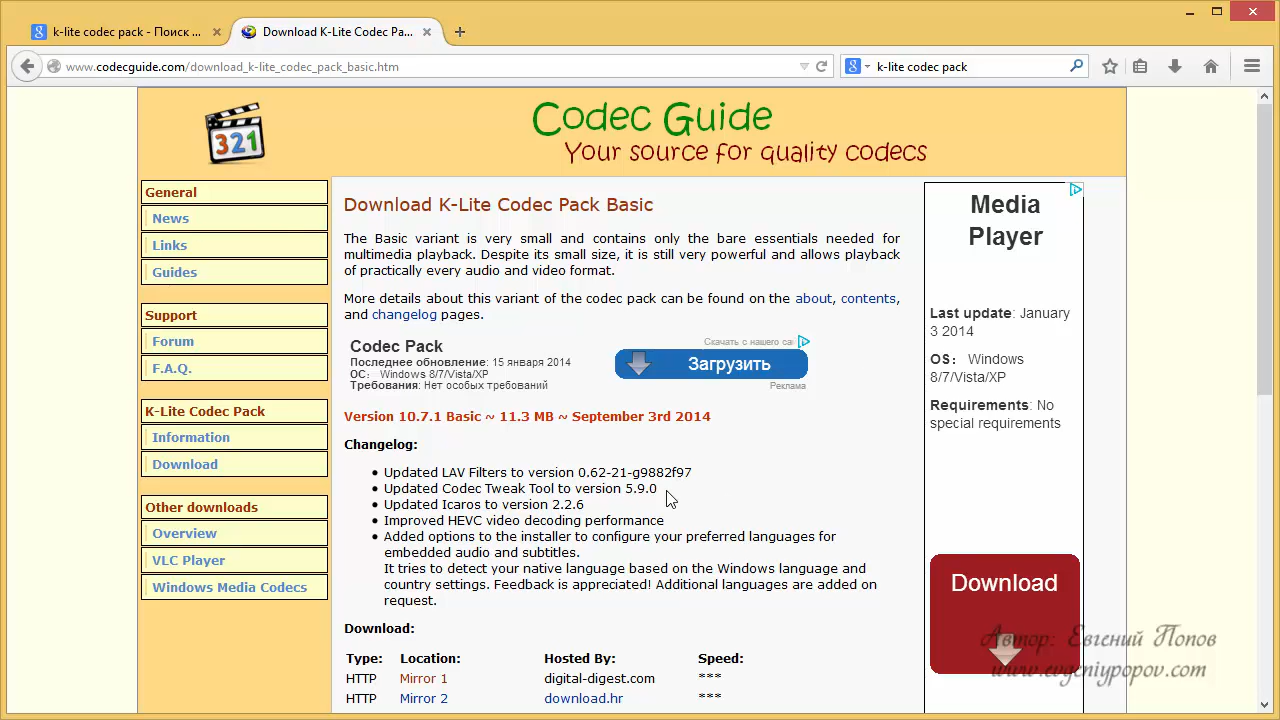 k-lite codec pack - Поиск ...
Download K-Lite Codec Pa...
www.codecguide.com/download_k-lite_codec_pack_basic.htm
k-lite codec pack
321
Codec Guide
Your source for quality codecs
General
News
Links
Guides
Support
Forum
F.A.Q.
K-Lite Codec Pack
Information
Download
Other downloads
Overview
VLC Player
Windows Media Codecs
Download K-Lite Codec Pack Basic
The Basic variant is very small and contains only the bare essentials needed for
multimedia playback. Despite its small size, it is still very powerful and allows playback
of practically every audio and video format.
More details about this variant of the codec pack can be found on the about, contents,
and changelog pages.
Codec Pack
Последнее обновление: 15 января 2014
ОС: Windows 8/7/Vista/XP
Требования: Нет особых требований
Скачать с нашего са
Загрузить
Реклама
Version 10.7.1 Basic ~ 11.3 MB ~ September 3rd 2014
Changelog:
Updated LAV Filters to version 0.62-21-g9882f97
Updated Codec Tweak Tool to version 5.9.0
Updated Icaros to version 2.2.6
Improved HEVC video decoding performance
Added options to the installer to configure your preferred languages for
embedded audio and subtitles.
It tries to detect your native language based on the Windows language and
country settings. Feedback is appreciated! Additional languages are added on
request.
Download:
Type: Location: Hosted By: Speed:
HTTP Mirror 1 digital-digest.com ***
HTTP Mirror 2 download.hr ***
Media
Player
Last update: January
3 2014
OS: Windows
8/7/Vista/XP
Requirements: No
special requirements
Download
Автор: Евгений Попов
www.evgeniypopov.com